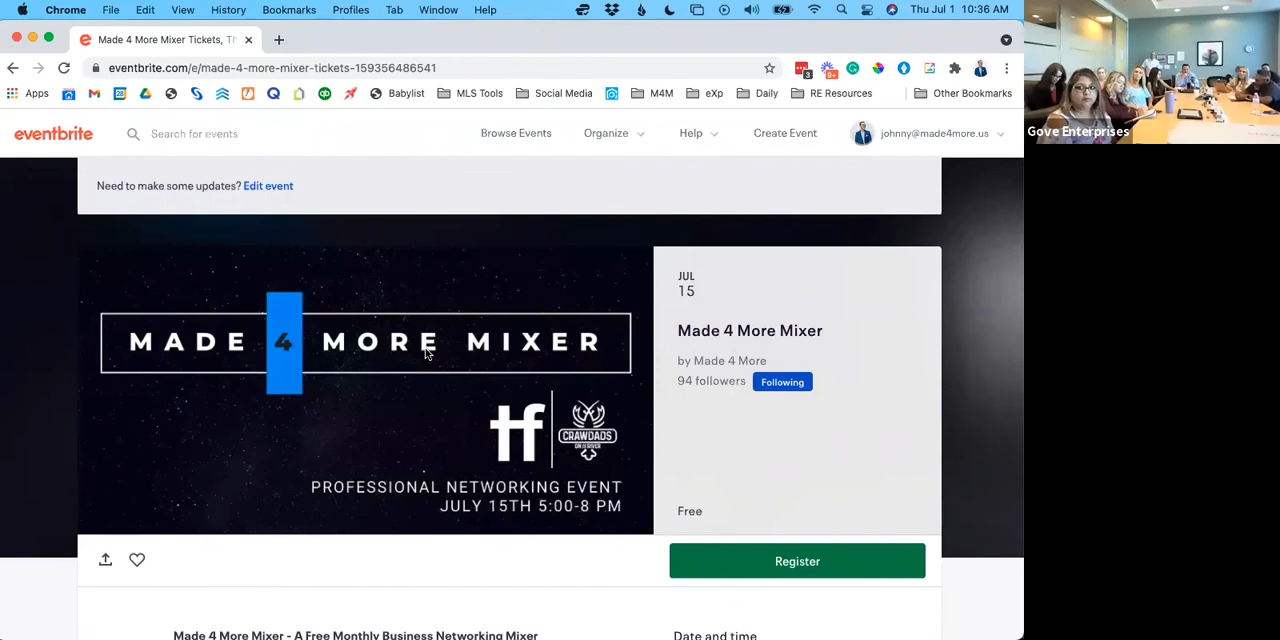 Chrome File Edit View History Bookmarks Profiles Tab Window Help Thu Jul 1 10:36 AM
Made 4 More Mixer Tickets, Th
eventbrite.com/e/made-4-more-mixer-tickets-159356486541
Apps Babylist MLS Tools Social Media M4M eXp Daily RE Resources Other Bookmarks
eventbrite Search for events Browse Events Organize Help Create Event johnny@made4more.us
Need to make some updates? Edit event
MADE 4 MORE MIXER
tf CRAWDADS
ON THE RIVER
PROFESSIONAL NETWORKING EVENT
JULY 15TH 5:00-8 PM
JUL
15
Made 4 More Mixer
by Made 4 More
94 followers Following
Free
Register
Made 4 More Mixer - A Free Monthly Business Networking Mixer
Date and time
Gove Enterprises